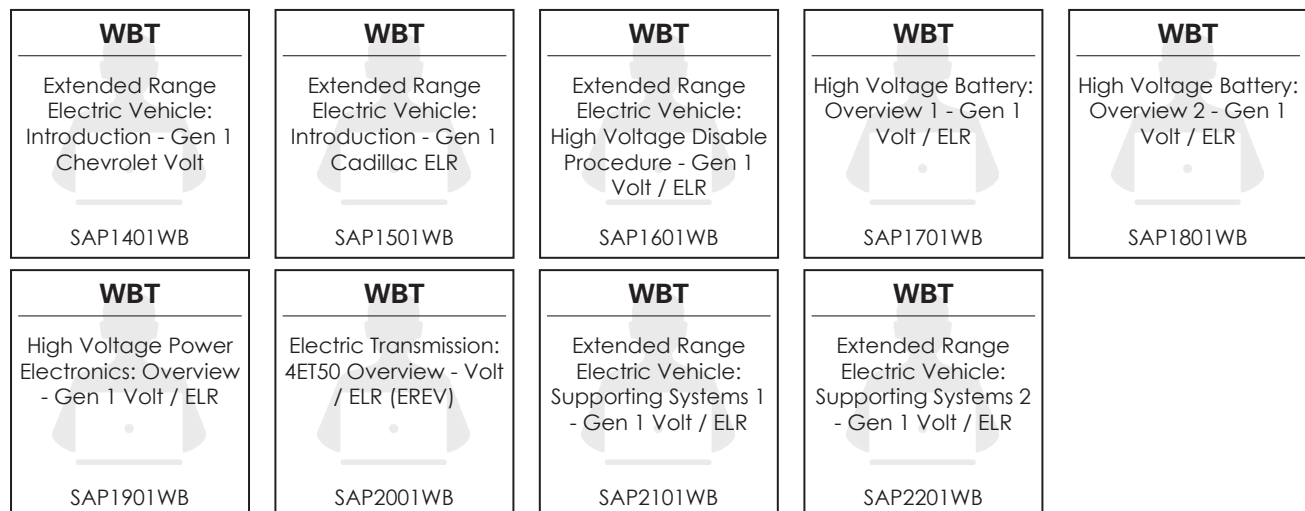 WBT
Extended Range
Electric Vehicle:
Introduction - Gen 1
Chevrolet Volt
SAP1401WB
WBT
Extended Range
Electric Vehicle:
Introduction - Gen 1
Cadillac ELR
SAP1501WB
WBT
Extended Range
Electric Vehicle:
High Voltage Disable
Procedure - Gen 1
Volt / ELR
SAP1601WB
WBT
High Voltage Battery:
Overview 1 - Gen 1
Volt / ELR
SAP1701WB
WBT
High Voltage Battery:
Overview 2 - Gen 1
Volt / ELR
SAP1801WB
WBT
High Voltage Power
Electronics: Overview
- Gen 1 Volt / ELR
SAP1901WB
WBT
Electric Transmission:
4ET50 Overview - Volt
/ ELR (EREV)
SAP2001WB
WBT
Extended Range
Electric Vehicle:
Supporting Systems 1
- Gen 1 Volt / ELR
SAP2101WB
WBT
Extended Range
Electric Vehicle:
Supporting Systems 2
- Gen 1 Volt / ELR
SAP2201WB